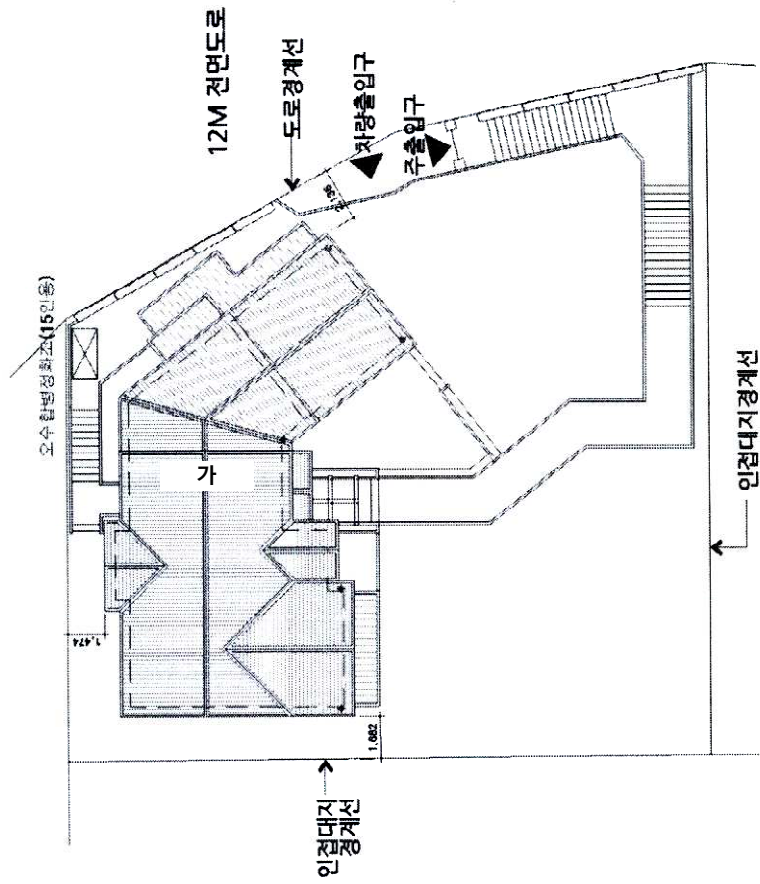 12M 전면도로
도로경계선
차량출입구
주출입구
오수합병정화조(15인용)
가
1,474
1,682
인접대지
경계선
인접대지경계선